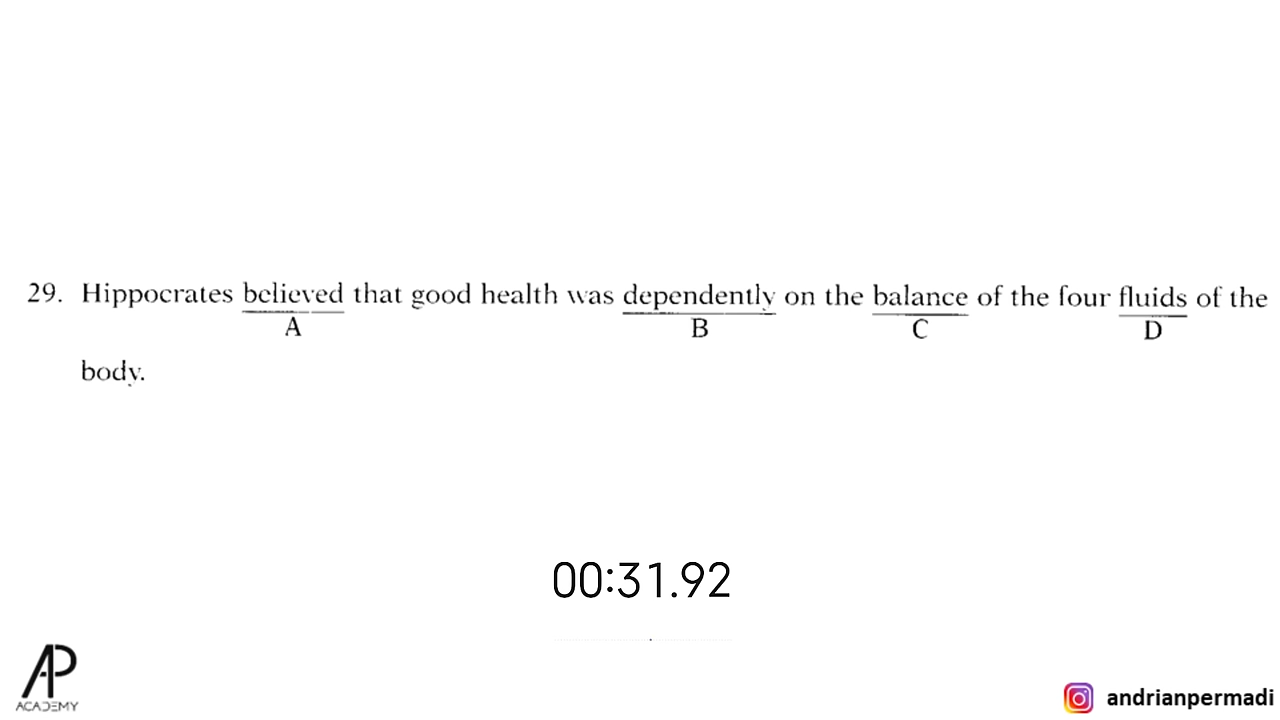 29. Hippocrates believed that good health was dependently on the balance of the four fluids of the
A B C D
body.
00:31.92
AP
ACADEMY
andrianpermadi